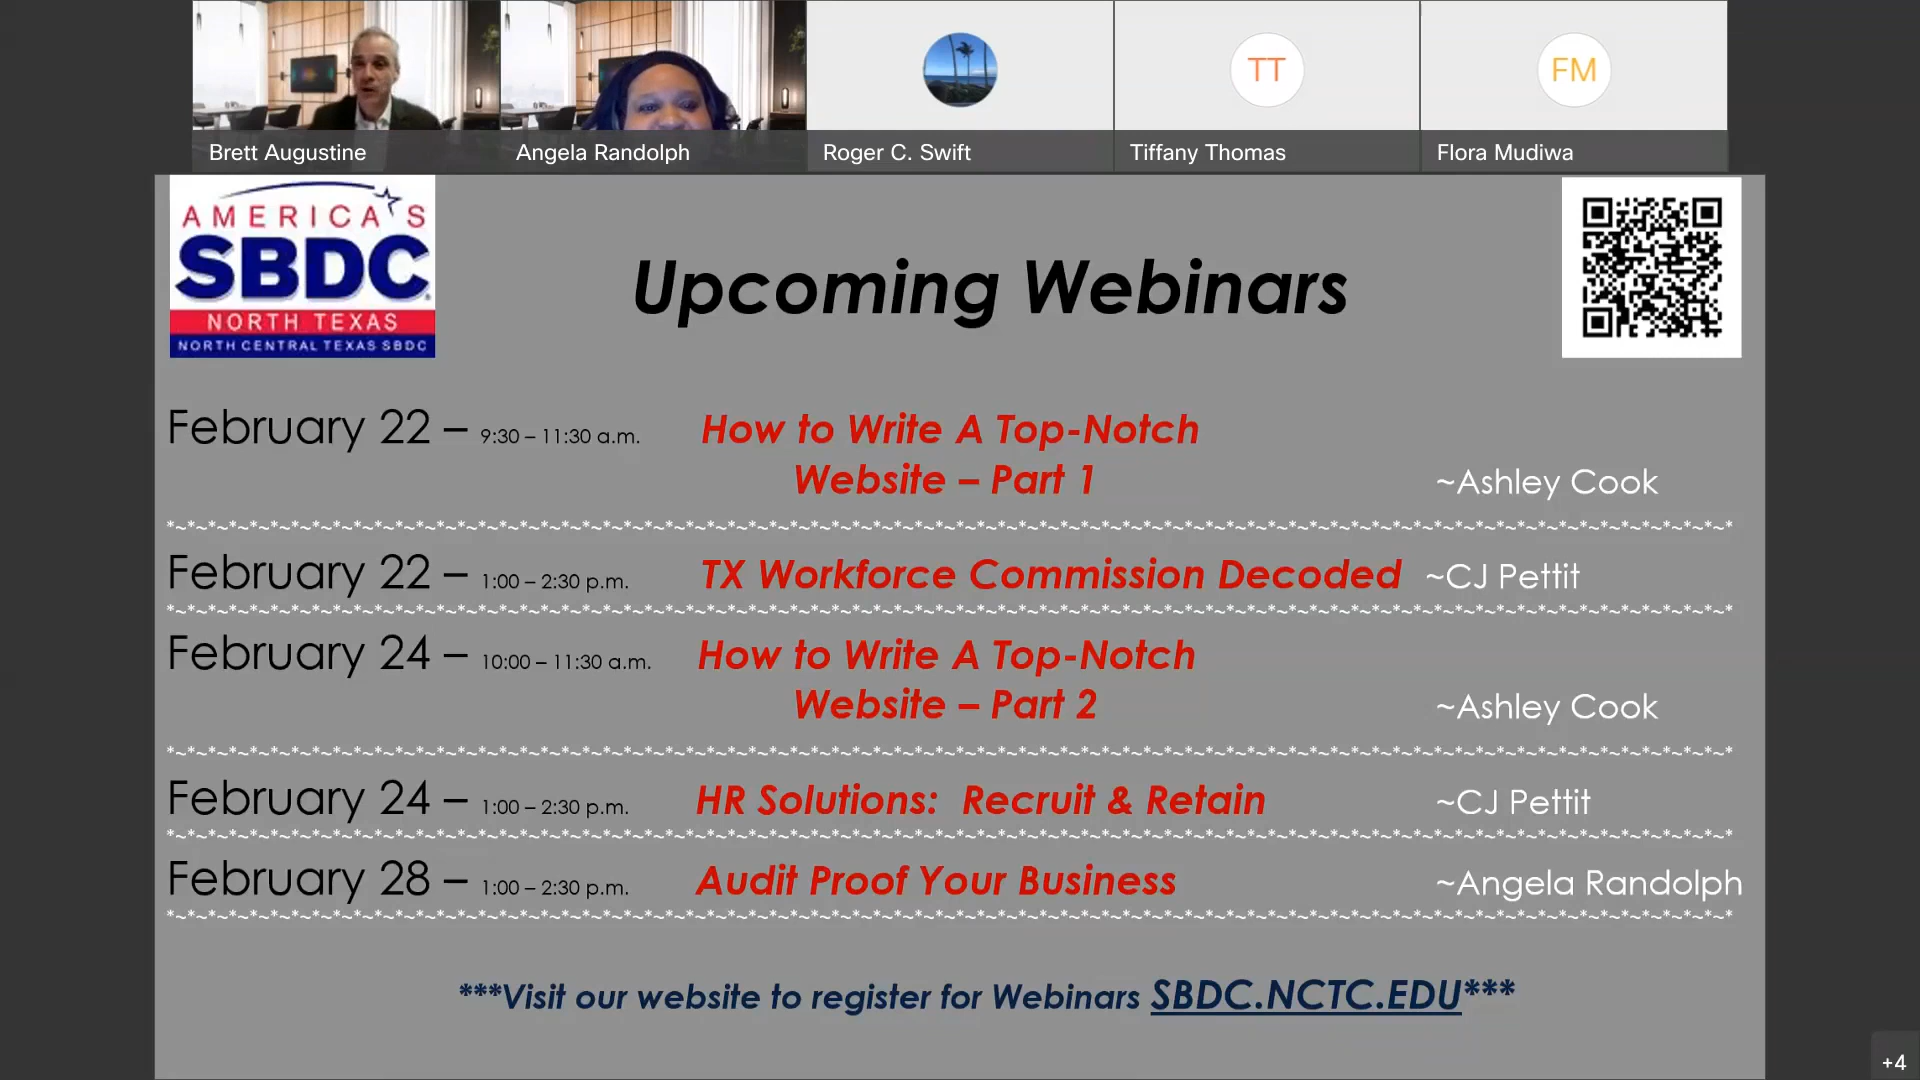 Brett Augustine
Angela Randolph
Roger C. Swift
TT
Tiffany Thomas
FM
Flora Mudiwa
AMERICA'S
SBDC
NORTH TEXAS
NORTH CENTRAL TEXAS SBDC
Upcoming Webinars
February 22 – 9:30 – 11:30 a.m. How to Write A Top-Notch
Website – Part 1 ~Ashley Cook
*~*~*~*~*~*~*~*~*~*~*~*~*~*~*~*~*~*~*~*~*~*~*~*~*~*~*~*~*~*~*~*~*~*~*~*~*~*~*~*~*~*~*~*~*~*
February 22 – 1:00 – 2:30 p.m. TX Workforce Commission Decoded ~CJ Pettit
*~*~*~*~*~*~*~*~*~*~*~*~*~*~*~*~*~*~*~*~*~*~*~*~*~*~*~*~*~*~*~*~*~*~*~*~*~*~*~*~*~*~*~*~*~*
February 24 – 10:00 – 11:30 a.m. How to Write A Top-Notch
Website – Part 2 ~Ashley Cook
*~*~*~*~*~*~*~*~*~*~*~*~*~*~*~*~*~*~*~*~*~*~*~*~*~*~*~*~*~*~*~*~*~*~*~*~*~*~*~*~*~*~*~*~*~*
February 24 – 1:00 – 2:30 p.m. HR Solutions: Recruit & Retain ~CJ Pettit
*~*~*~*~*~*~*~*~*~*~*~*~*~*~*~*~*~*~*~*~*~*~*~*~*~*~*~*~*~*~*~*~*~*~*~*~*~*~*~*~*~*~*~*~*~*
February 28 – 1:00 – 2:30 p.m. Audit Proof Your Business ~Angela Randolph
*~*~*~*~*~*~*~*~*~*~*~*~*~*~*~*~*~*~*~*~*~*~*~*~*~*~*~*~*~*~*~*~*~*~*~*~*~*~*~*~*~*~*~*~*~*
***Visit our website to register for Webinars SBDC.NCTC.EDU***
+4